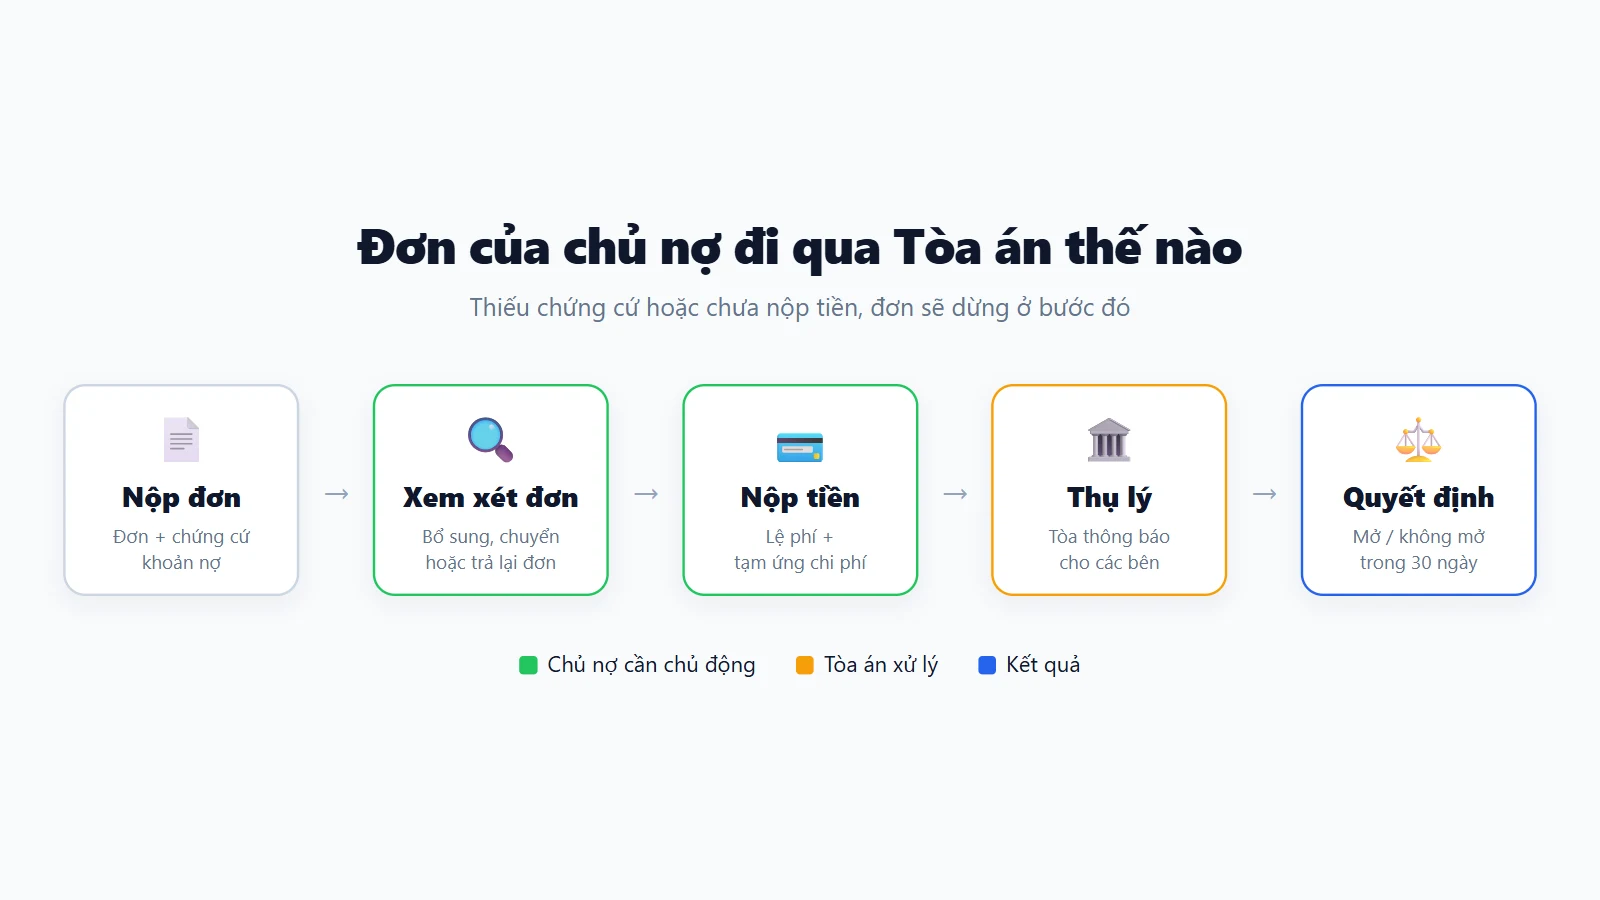 Đơn của chủ nợ đi qua Tòa án thế nào
Thiếu chứng cứ hoặc chưa nộp tiền, đơn sẽ dừng ở bước đó
Nộp đơn
Đơn + chứng cứ
khoản nợ
→
Xem xét đơn
Bổ sung, chuyển
hoặc trả lại đơn
→
Nộp tiền
Lệ phí +
tạm ứng chi phí
→
Thụ lý
Tòa thông báo
cho các bên
→
Quyết định
Mở / không mở
trong 30 ngày
Chủ nợ cần chủ động
Tòa án xử lý
Kết quả